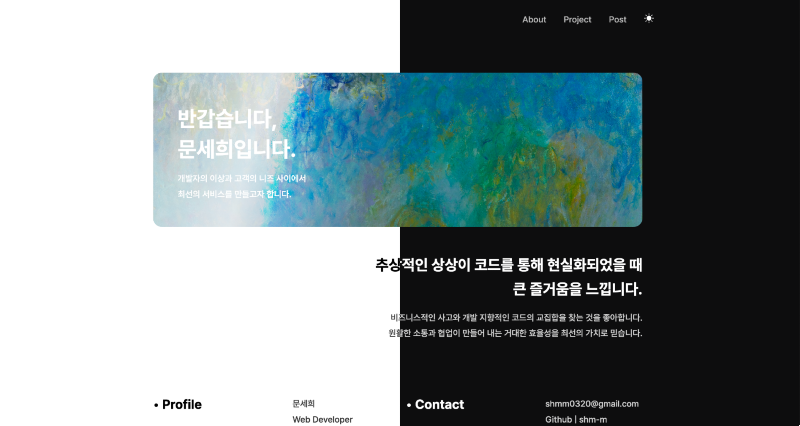 About
Project
Post
반갑습니다,
문세희입니다.
개발자의 이상과 고객의 니즈 사이에서
최선의 서비스를 만들고자 합니다.
추상적인 상상이 코드를 통해 현실화되었을 때
큰 즐거움을 느낍니다.
비즈니스적인 사고와 개발 지향적인 코드의 교집합을 찾는 것을 좋아합니다.
원활한 소통과 협업이 만들어 내는 거대한 효율성을 최선의 가치로 믿습니다.
• Profile
문세희
Web Developer
• Contact
shmm0320@gmail.com
Github | shm-m